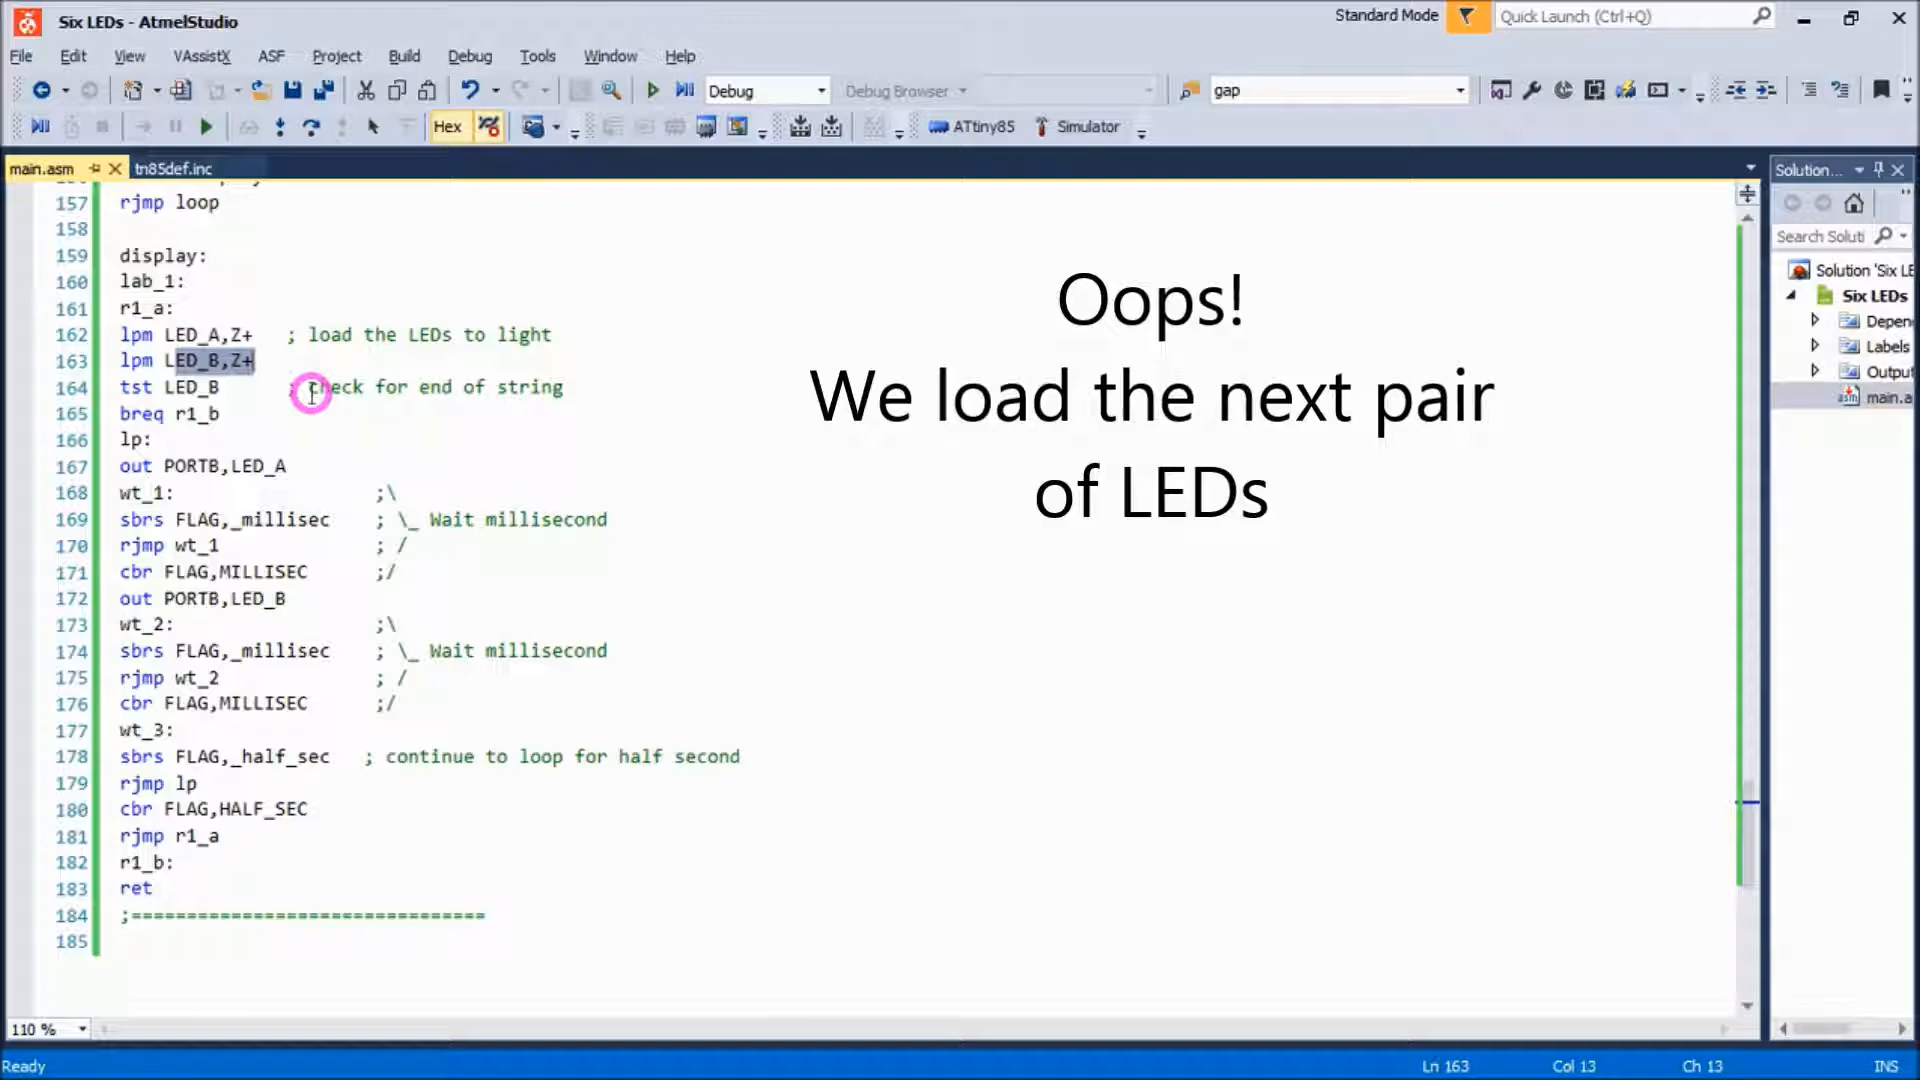 Six LEDs - AtmelStudio
Standard Mode
Quick Launch (Ctrl+Q)
File Edit View VAssistX ASF Project Build Debug Tools Window Help
Debug
Debug Browser
gap
Hex
ATtiny85
Simulator
main.asm
tn85def.inc
Solution...
157 rjmp loop
158
159 display:
160 lab_1:
161 r1_a:
162 lpm LED_A,Z+ ; load the LEDs to light
163 lpm LED_B,Z+
164 tst LED_B ; check for end of string
165 breq r1_b
166 lp:
167 out PORTB,LED_A
168 wt_1: ;\
169 sbrs FLAG,_millisec ; \_ Wait millisecond
170 rjmp wt_1 ; /
171 cbr FLAG,MILLISEC ;/
172 out PORTB,LED_B
173 wt_2: ;\
174 sbrs FLAG,_millisec ; \_ Wait millisecond
175 rjmp wt_2 ; /
176 cbr FLAG,MILLISEC ;/
177 wt_3:
178 sbrs FLAG,_half_sec ; continue to loop for half second
179 rjmp lp
180 cbr FLAG,HALF_SEC
181 rjmp r1_a
182 r1_b:
183 ret
184 ;================================
185
Oops!
We load the next pair
of LEDs
Search Soluti
Solution 'Six LE
Six LEDs
Depen
Labels
Output
main.a
110 %
Ready
Ln 163
Col 13
Ch 13
INS